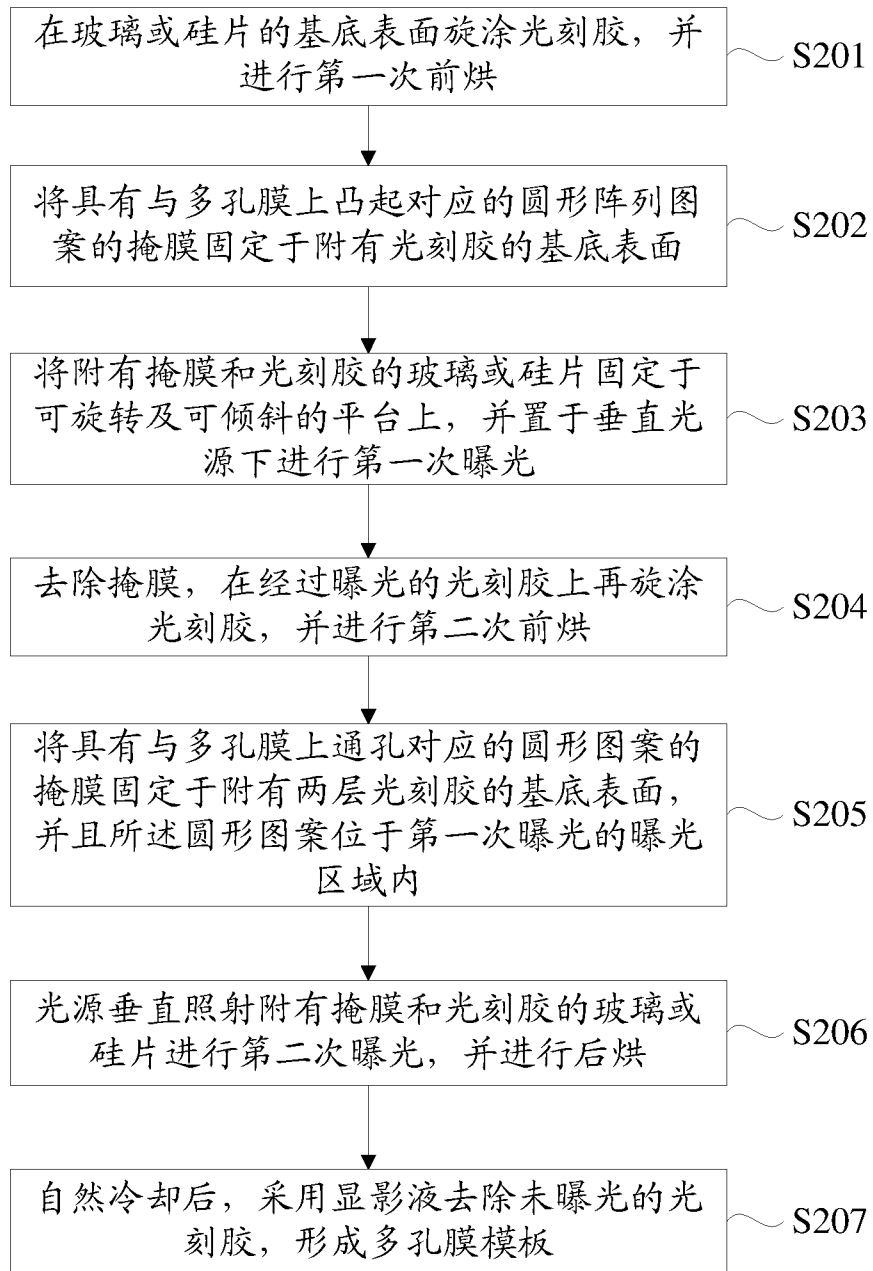 在玻璃或硅片的基底表面旋涂光刻胶，并
进行第一次前烘
S201
将具有与多孔膜上凸起对应的圆形阵列图
案的掩膜固定于附有光刻胶的基底表面
S202
将附有掩膜和光刻胶的玻璃或硅片固定于
可旋转及可倾斜的平台上，并置于垂直光
源下进行第一次曝光
S203
去除掩膜，在经过曝光的光刻胶上再旋涂
光刻胶，并进行第二次前烘
S204
将具有与多孔膜上通孔对应的圆形图案的
掩膜固定于附有两层光刻胶的基底表面，
并且所述圆形图案位于第一次曝光的曝光
区域内
S205
光源垂直照射附有掩膜和光刻胶的玻璃或
硅片进行第二次曝光，并进行后烘
S206
自然冷却后，采用显影液去除未曝光的光
刻胶，形成多孔膜模板
S207